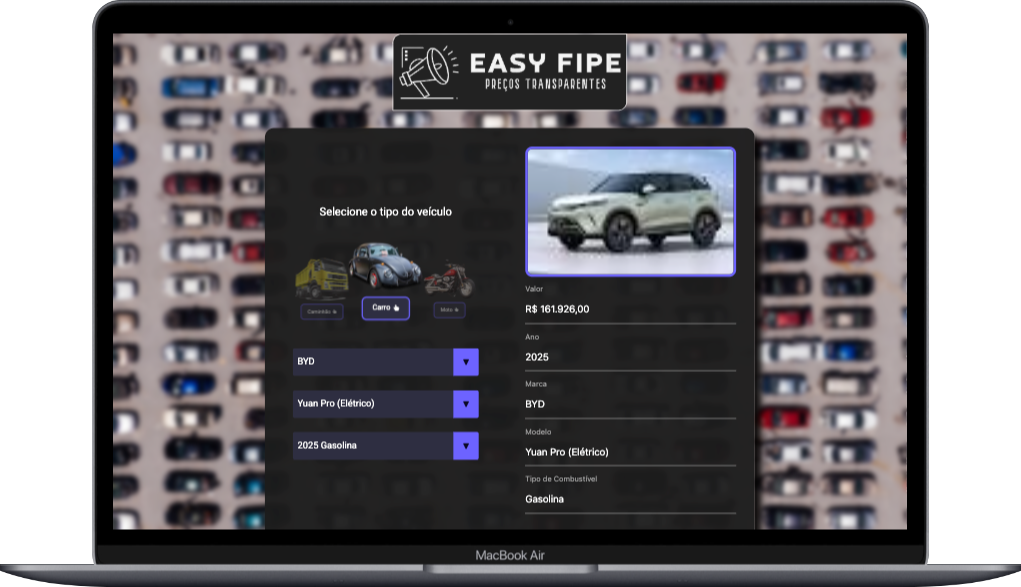 EASY FIPE
PREÇOS TRANSPARENTES
Selecione o tipo do veículo
Caminhão
Carro
Moto
BYD
Yuan Pro (Elétrico)
2025 Gasolina
Valor
R$ 161.926,00
Ano
2025
Marca
BYD
Modelo
Yuan Pro (Elétrico)
Tipo de Combustível
Gasolina
MacBook Air